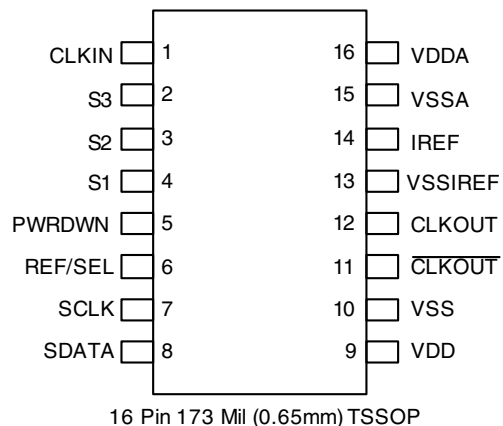 CLKIN 1 16 VDDA
S3 2 15 VSSA
S2 3 14 IREF
S1 4 13 VSSIREF
PWRDWN 5 12 CLKOUT
REF/SEL 6 11 C̅L̅K̅O̅U̅T̅
SCLK 7 10 VSS
SDATA 8 9 VDD
16 Pin 173 Mil (0.65mm) TSSOP